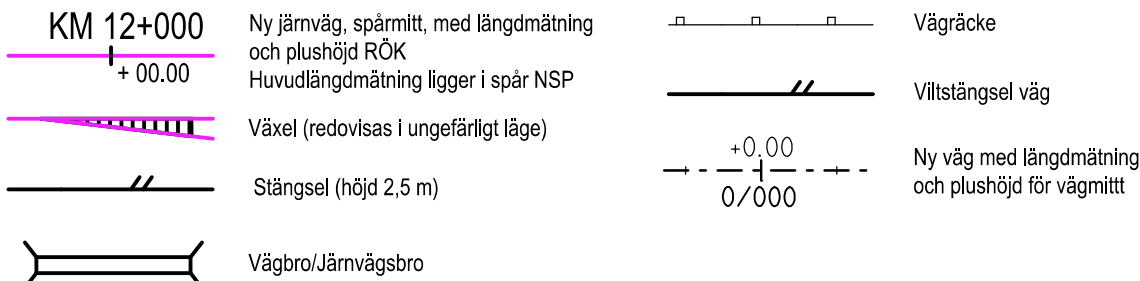 KM 12+000
+ 00.00
Ny järnväg, spårmitt, med längdmätning
och plushöjd RÖK
Huvudlängdmätning ligger i spår NSP
Växel (redovisas i ungefärligt läge)
Stängsel (höjd 2,5 m)
Vägbro/Järnvägsbro
Vägräcke
Viltstängsel väg
+0.00
0/000
Ny väg med längdmätning
och plushöjd för vägmittt